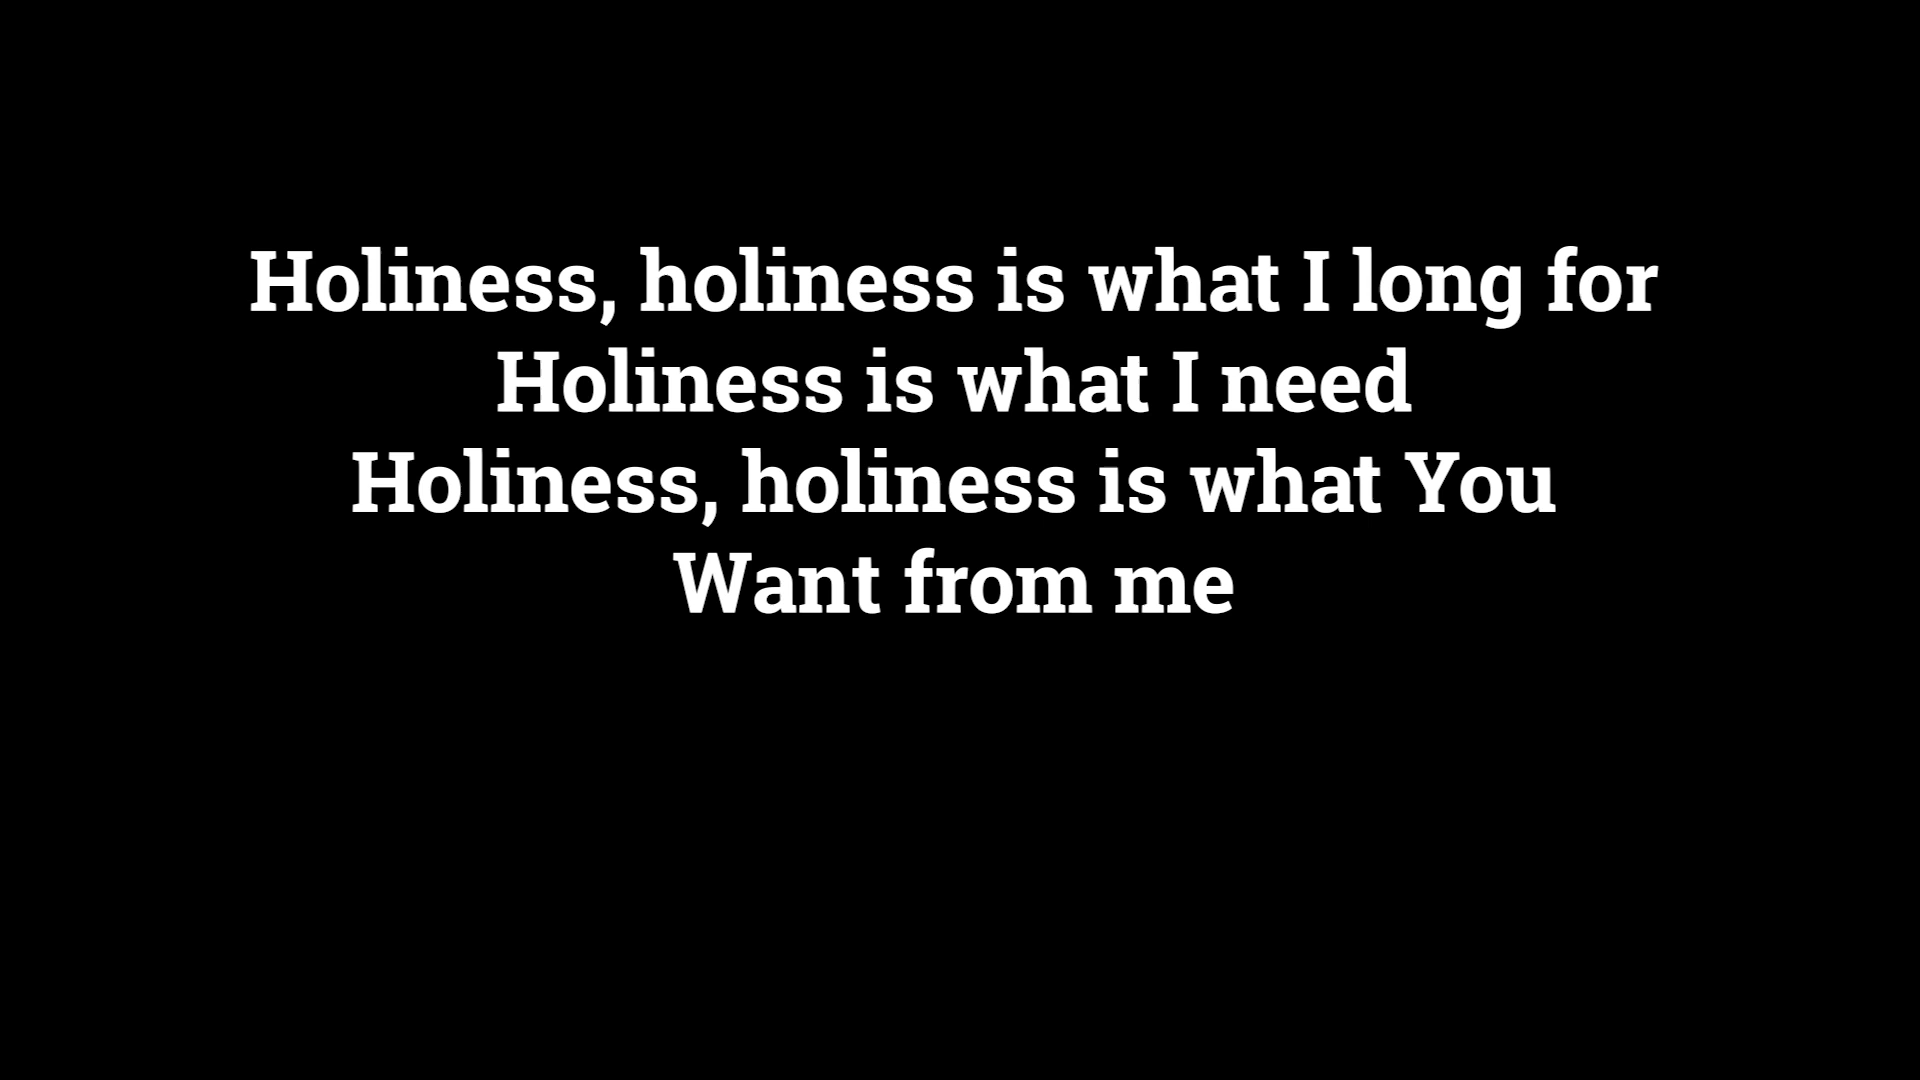 Holiness, holiness is what I long for
Holiness is what I need
Holiness, holiness is what You
Want from me